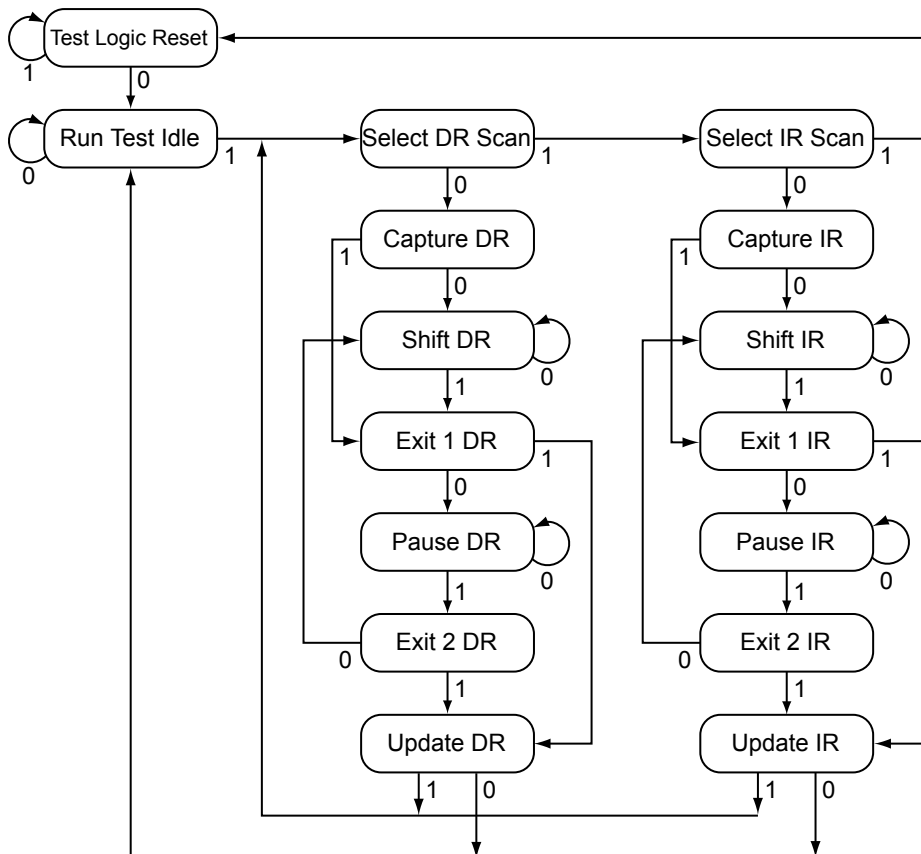 Test Logic Reset
1
0
Run Test Idle
Select DR Scan
Select IR Scan
0
1
1
1
0
0
Capture DR
Capture IR
1
1
0
0
Shift DR
Shift IR
0
0
1
1
Exit 1 DR
Exit 1 IR
1
1
0
0
Pause DR
Pause IR
0
0
1
1
Exit 2 DR
Exit 2 IR
0
0
1
1
Update DR
Update IR
1
0
1
0